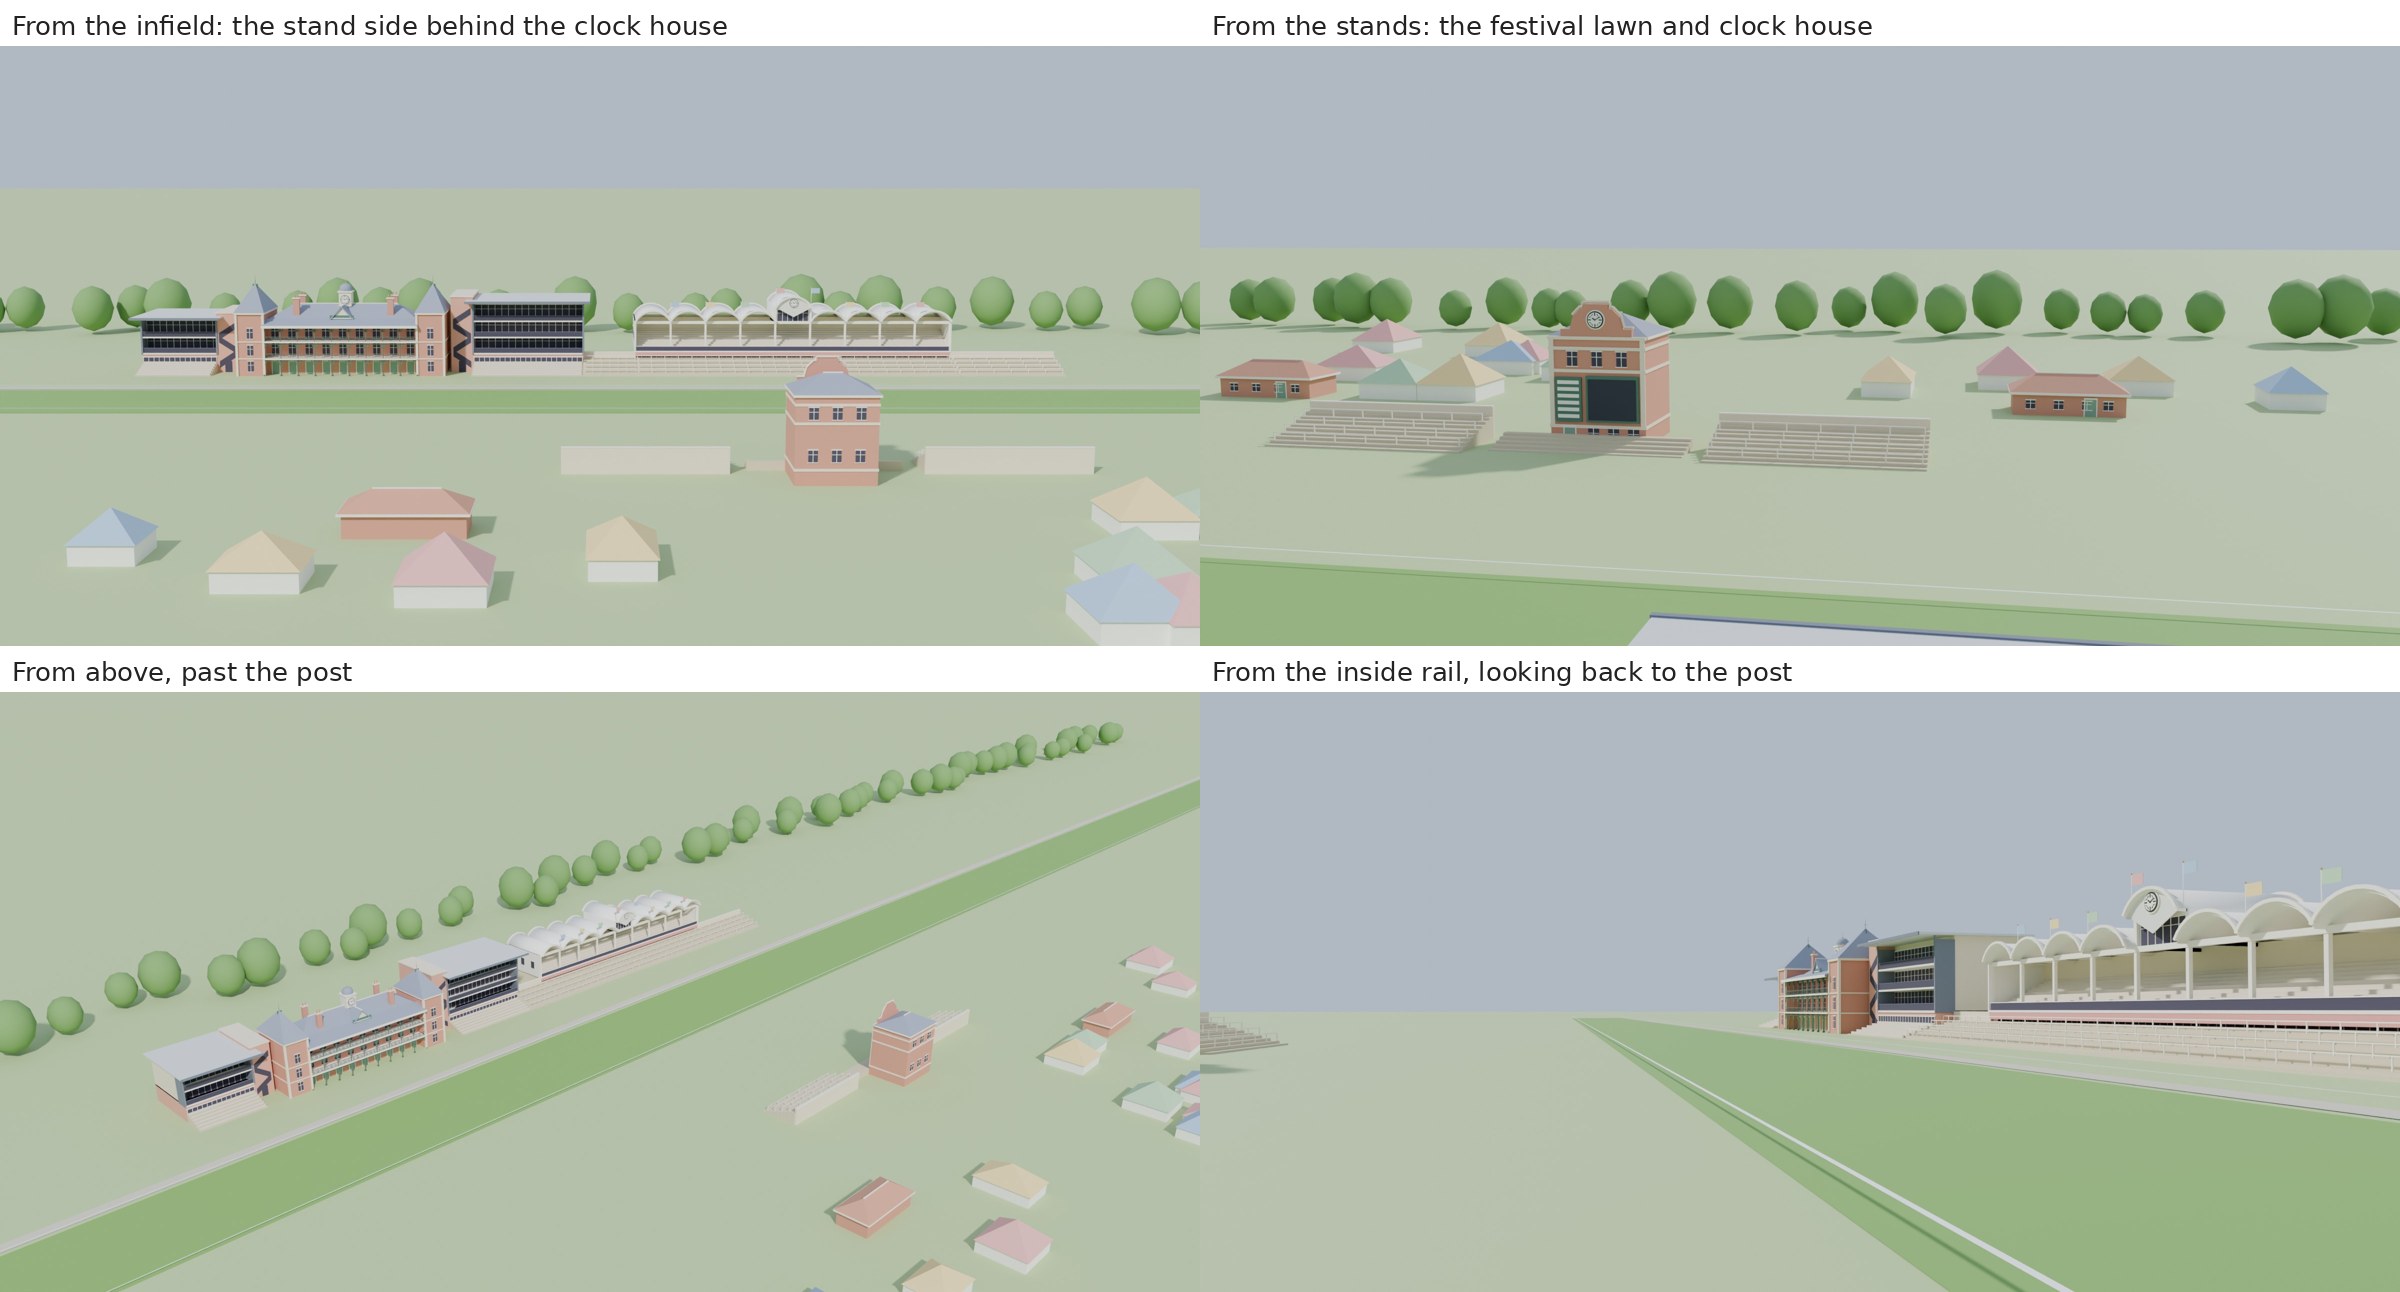 From the infield: the stand side behind the clock house
From the stands: the festival lawn and clock house
From above, past the post
From the inside rail, looking back to the post